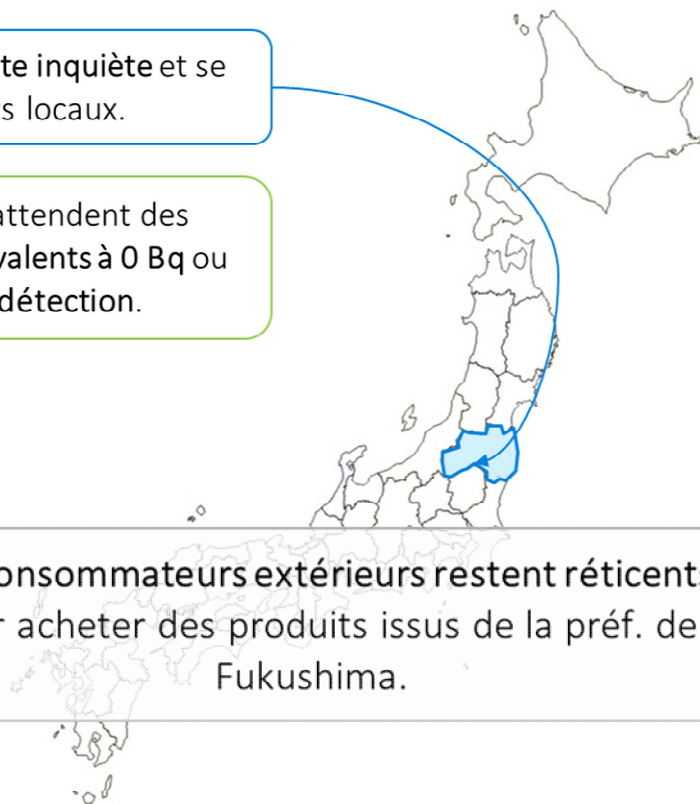 te inquiète et se
s locaux.
attendent des
valents à 0 Bq ou
détection.
onsommateurs extérieurs restent réticents
r acheter des produits issus de la préf. de
Fukushima.